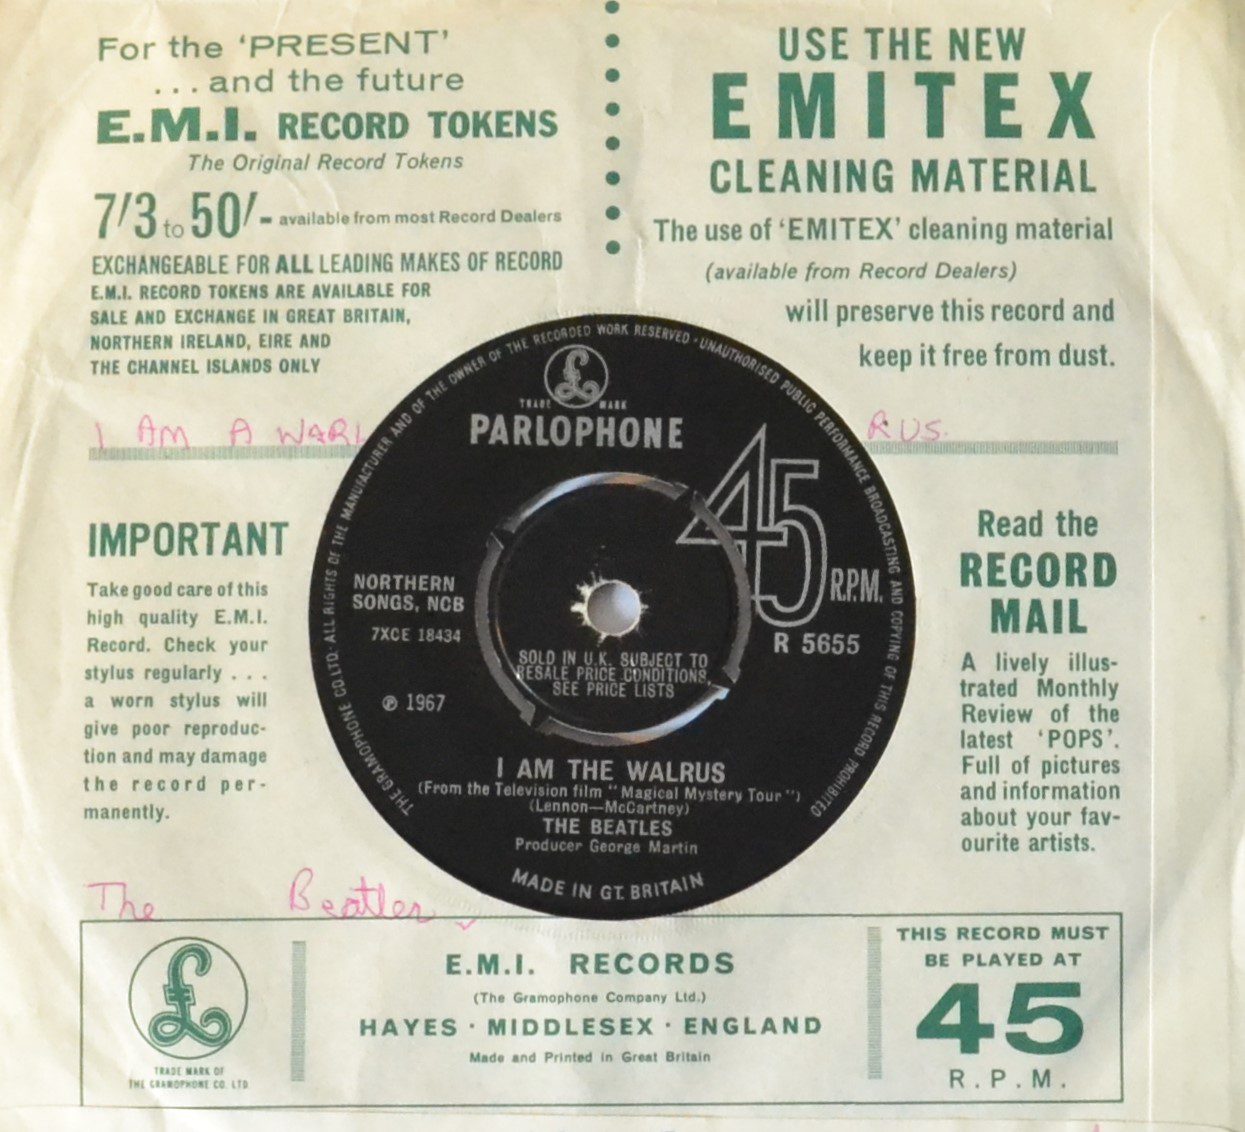 For the 'PRESENT'
...and the future
E.M.I. RECORD TOKENS
The Original Record Tokens
7/3 to 50/- available from most Record Dealers
EXCHANGEABLE FOR ALL LEADING MAKES OF RECORD
E.M.I. RECORD TOKENS ARE AVAILABLE FOR
SALE AND EXCHANGE IN GREAT BRITAIN,
NORTHERN IRELAND, EIRE AND
THE CHANNEL ISLANDS ONLY
USE THE NEW
EMITEX
CLEANING MATERIAL
The use of 'EMITEX' cleaning material
(available from Record Dealers)
will preserve this record and
keep it free from dust.
I AM A WARL RUS.
IMPORTANT
Take good care of this
high quality E.M.I.
Record. Check your
stylus regularly ...
a worn stylus will
give poor reproduc-
tion and may damage
the record per-
manently.
THE GRAMOPHONE CO. LTD. · ALL RIGHTS OF THE MANUFACTURER AND OF THE OWNER OF THE RECORDED WORK RESERVED · UNAUTHORISED PUBLIC PERFORMANCE BROADCASTING AND COPYING OF THIS RECORD PROHIBITED
£
TRADE MARK
PARLOPHONE
45
R.P.M.
NORTHERN
SONGS, NCB
7XCE 18434
R 5655
SOLD IN U.K. SUBJECT TO
RESALE PRICE CONDITIONS,
SEE PRICE LISTS
℗ 1967
I AM THE WALRUS
(From the Television film "Magical Mystery Tour")
(Lennon—McCartney)
THE BEATLES
Producer George Martin
MADE IN GT. BRITAIN
Read the
RECORD
MAIL
A lively illus-
trated Monthly
Review of the
latest 'POPS'.
Full of pictures
and information
about your fav-
ourite artists.
The Beatles
£
TRADE MARK OF
THE GRAMOPHONE CO. LTD
E.M.I. RECORDS
(The Gramophone Company Ltd.)
HAYES · MIDDLESEX · ENGLAND
Made and Printed in Great Britain
THIS RECORD MUST
BE PLAYED AT
45
R.P.M.